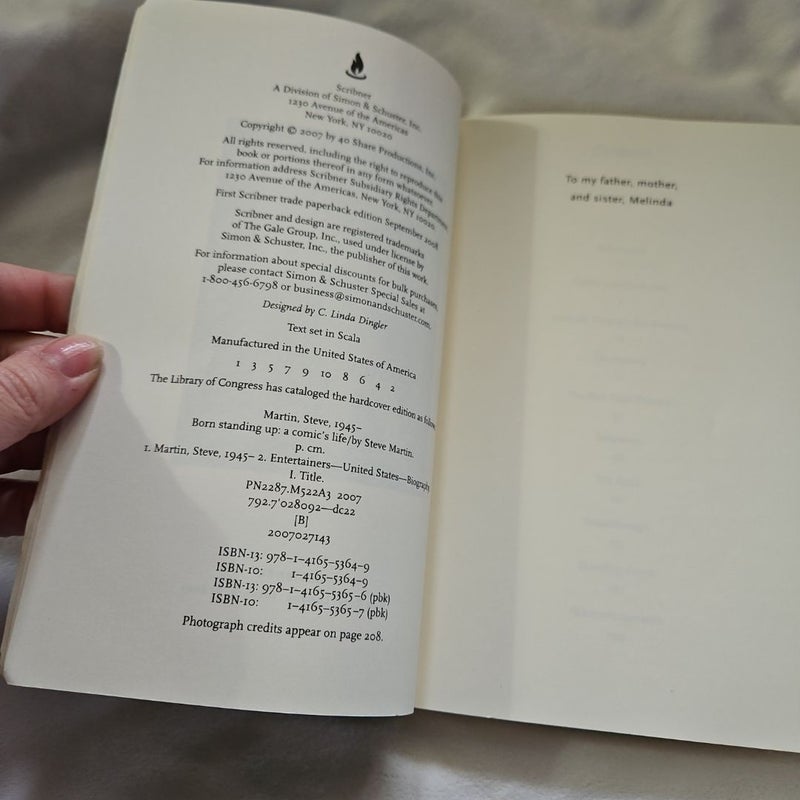 Scribner
A Division of Simon & Schuster, Inc.
1230 Avenue of the Americas
New York, NY 10020
Copyright © 2007 by 40 Share Productions, Inc.
All rights reserved, including the right to reproduce this
book or portions thereof in any form whatsoever.
For information address Scribner Subsidiary Rights Department
1230 Avenue of the Americas, New York, NY 10020.
First Scribner trade paperback edition September 2008
Scribner and design are registered trademarks
of The Gale Group, Inc., used under license by
Simon & Schuster, Inc., the publisher of this work.
For information about special discounts for bulk purchases,
please contact Simon & Schuster Special Sales at
1-800-456-6798 or business@simonandschuster.com.
Designed by C. Linda Dingler
Text set in Scala
Manufactured in the United States of America
1 3 5 7 9 10 8 6 4 2
The Library of Congress has cataloged the hardcover edition as
Martin, Steve, 1945–
Born standing up: a comic's life/by Steve Martin.
p. cm.
1. Martin, Steve, 1945– 2. Entertainers—United States—Biography
I. Title.
PN2287.M522A3 2007
792.7'028092—dc22
[B]
2007027143
ISBN-13: 978-1-4165-5364-9
ISBN-10: 1-4165-5364-9
ISBN-13: 978-1-4165-5365-6 (pbk)
ISBN-10: 1-4165-5365-7 (pbk)
Photograph credits appear on page 208.
To my father, mother,
and sister, Melinda